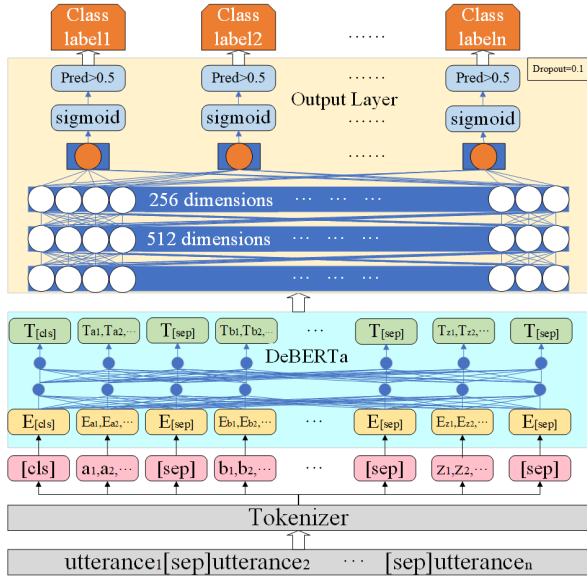 Class label1 Class label2 ...... Class labeln
Pred>0.5 Pred>0.5 ...... Pred>0.5 Dropout=0.1
Output Layer
sigmoid sigmoid ...... sigmoid
......
256 dimensions ... ... ...
512 dimensions ... ... ...
... ... ...
T[cls] Ta1,Ta2,... T[sep] Tb1,Tb2,... ... T[sep] Tz1,Tz2,... T[sep]
DeBERTa
E[cls] Ea1,Ea2,... E[sep] Eb1,Eb2,... ... E[sep] Ez1,Ez2,... E[sep]
[cls] a1,a2,... [sep] b1,b2,... ... [sep] z1,z2,... [sep]
Tokenizer
utterance1[sep]utterance2 ... ... [sep]utterancen